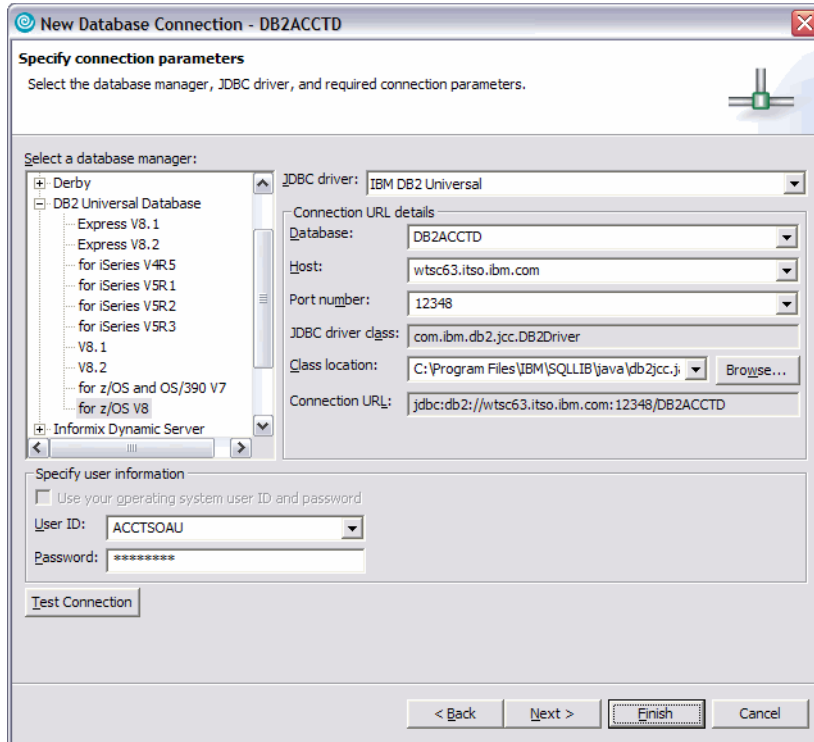 New Database Connection - DB2ACCTD
Specify connection parameters
Select the database manager, JDBC driver, and required connection parameters.
Select a database manager:
Derby
DB2 Universal Database
Express V8.1
Express V8.2
for iSeries V4R5
for iSeries V5R1
for iSeries V5R2
for iSeries V5R3
V8.1
V8.2
for z/OS and OS/390 V7
for z/OS V8
Informix Dynamic Server
JDBC driver: IBM DB2 Universal
Connection URL details
Database: DB2ACCTD
Host: wtsc63.itso.ibm.com
Port number: 12348
JDBC driver class: com.ibm.db2.jcc.DB2Driver
Class location: C:\Program Files\IBM\SQLLIB\java\db2jcc.j Browse...
Connection URL: jdbc:db2://wtsc63.itso.ibm.com:12348/DB2ACCTD
Specify user information
Use your operating system user ID and password
User ID: ACCTSOAU
Password: ********
Test Connection
< Back Next > Finish Cancel